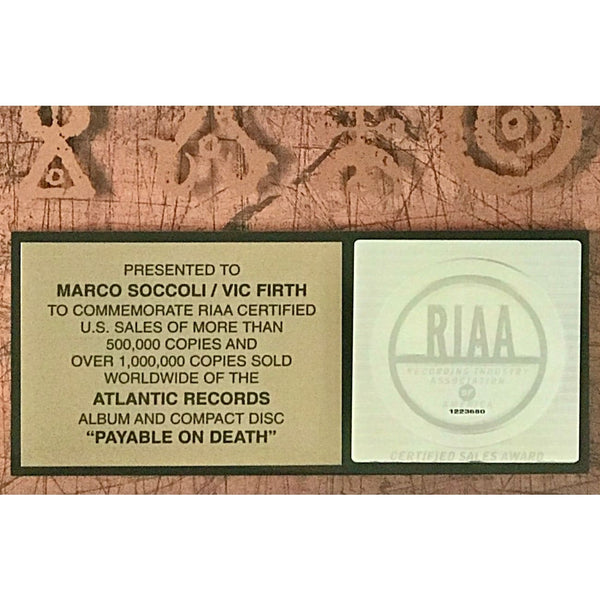 PRESENTED TO
MARCO SOCCOLI / VIC FIRTH
TO COMMEMORATE RIAA CERTIFIED
U.S. SALES OF MORE THAN
500,000 COPIES AND
OVER 1,000,000 COPIES SOLD
WORLDWIDE OF THE
ATLANTIC RECORDS
ALBUM AND COMPACT DISC
“PAYABLE ON DEATH”
RIAA
RECORDING INDUSTRY
ASSOCIATION
OF
AMERICA
1223680
CERTIFIED SALES AWARD